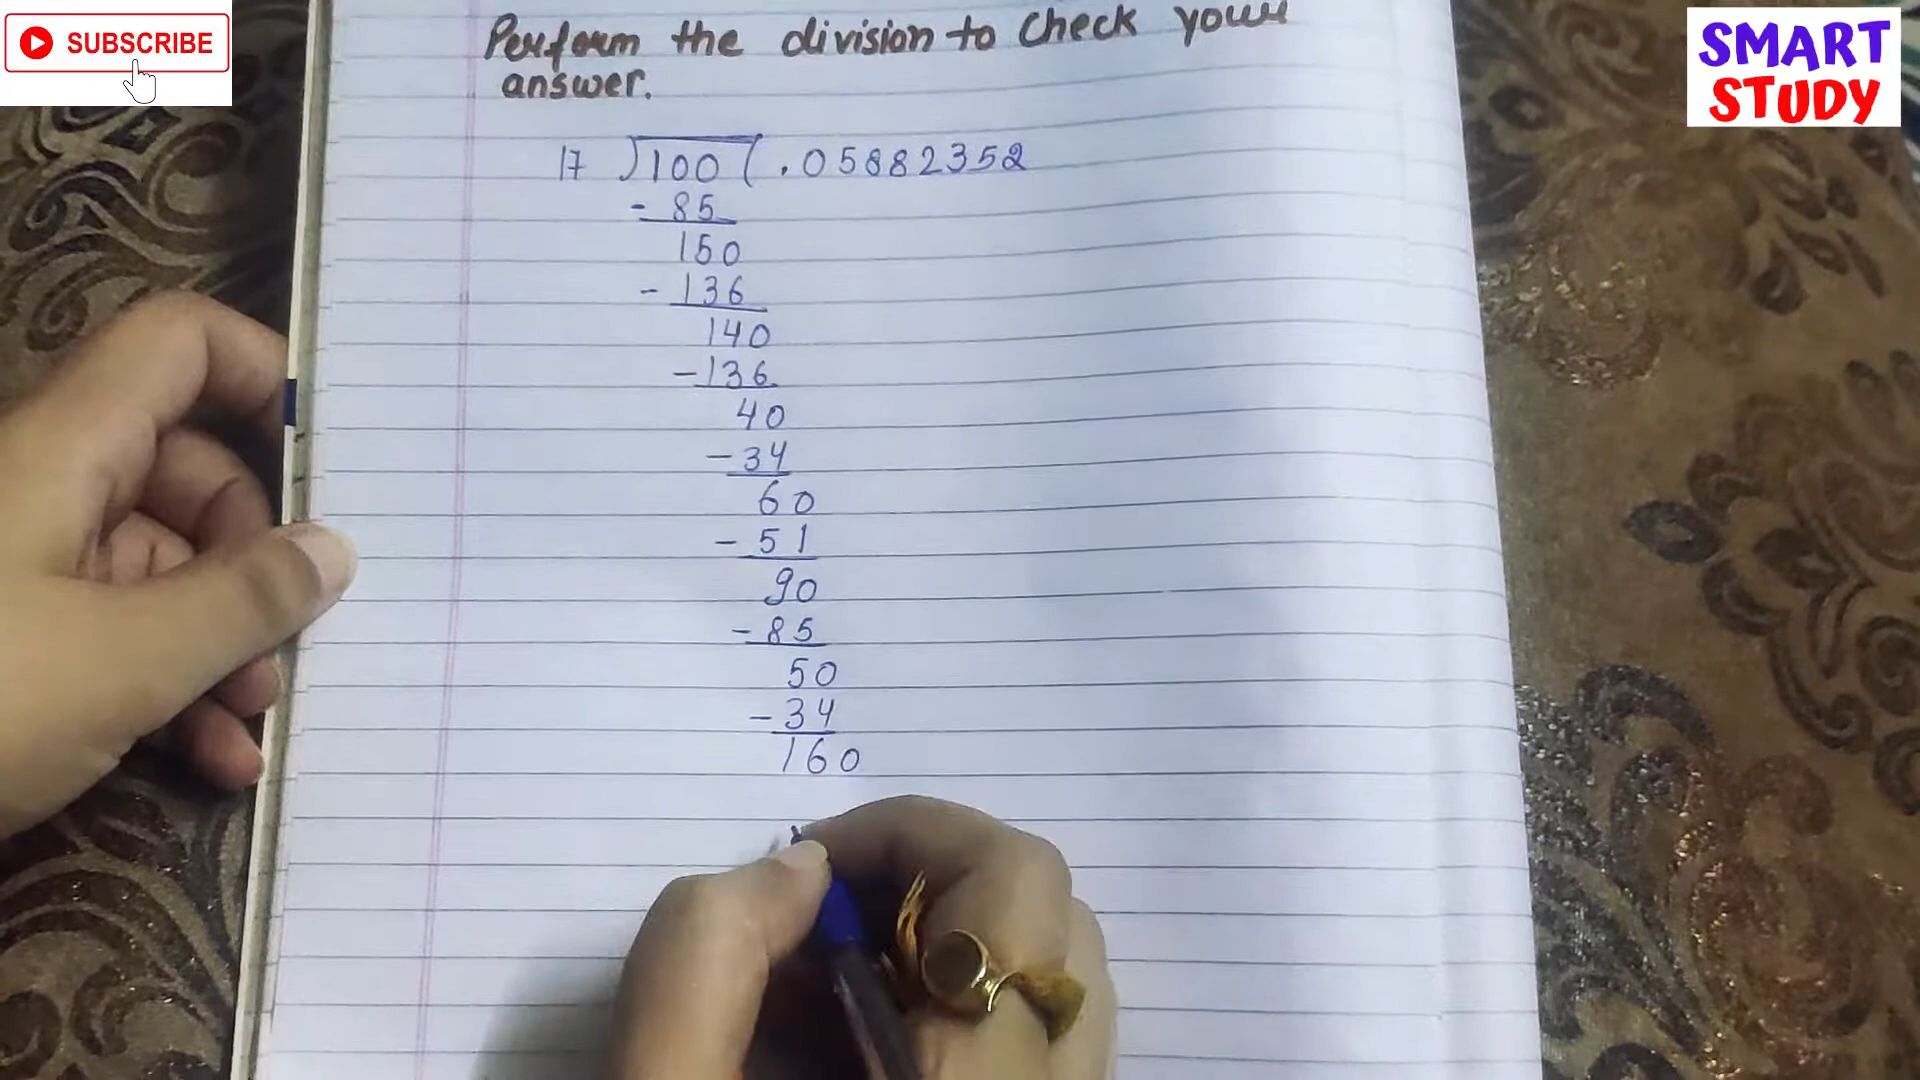 SUBSCRIBE
SMART
STUDY
Perform the division to check your
answer.
17 ) 100 ( .05882352
- 85
150
- 136
140
- 136
40
- 34
60
- 51
90
- 85
50
- 34
160